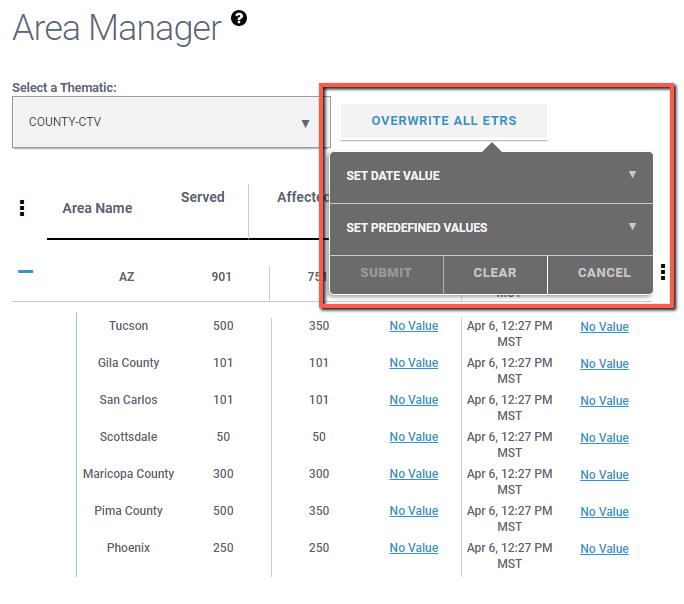 Area Manager ?
Select a Thematic:
COUNTY-CTV
OVERWRITE ALL ETRS
SET DATE VALUE
SET PREDEFINED VALUES
SUBMIT CLEAR CANCEL
Area Name Served Affected
AZ 901 751
MST
Tucson 500 350 No Value Apr 6, 12:27 PM No Value
MST
Gila County 101 101 No Value Apr 6, 12:27 PM No Value
MST
San Carlos 101 101 No Value Apr 6, 12:27 PM No Value
MST
Scottsdale 50 50 No Value Apr 6, 12:27 PM No Value
MST
Maricopa County 300 300 No Value Apr 6, 12:27 PM No Value
MST
Pima County 500 350 No Value Apr 6, 12:27 PM No Value
MST
Phoenix 250 250 No Value Apr 6, 12:27 PM No Value
MST